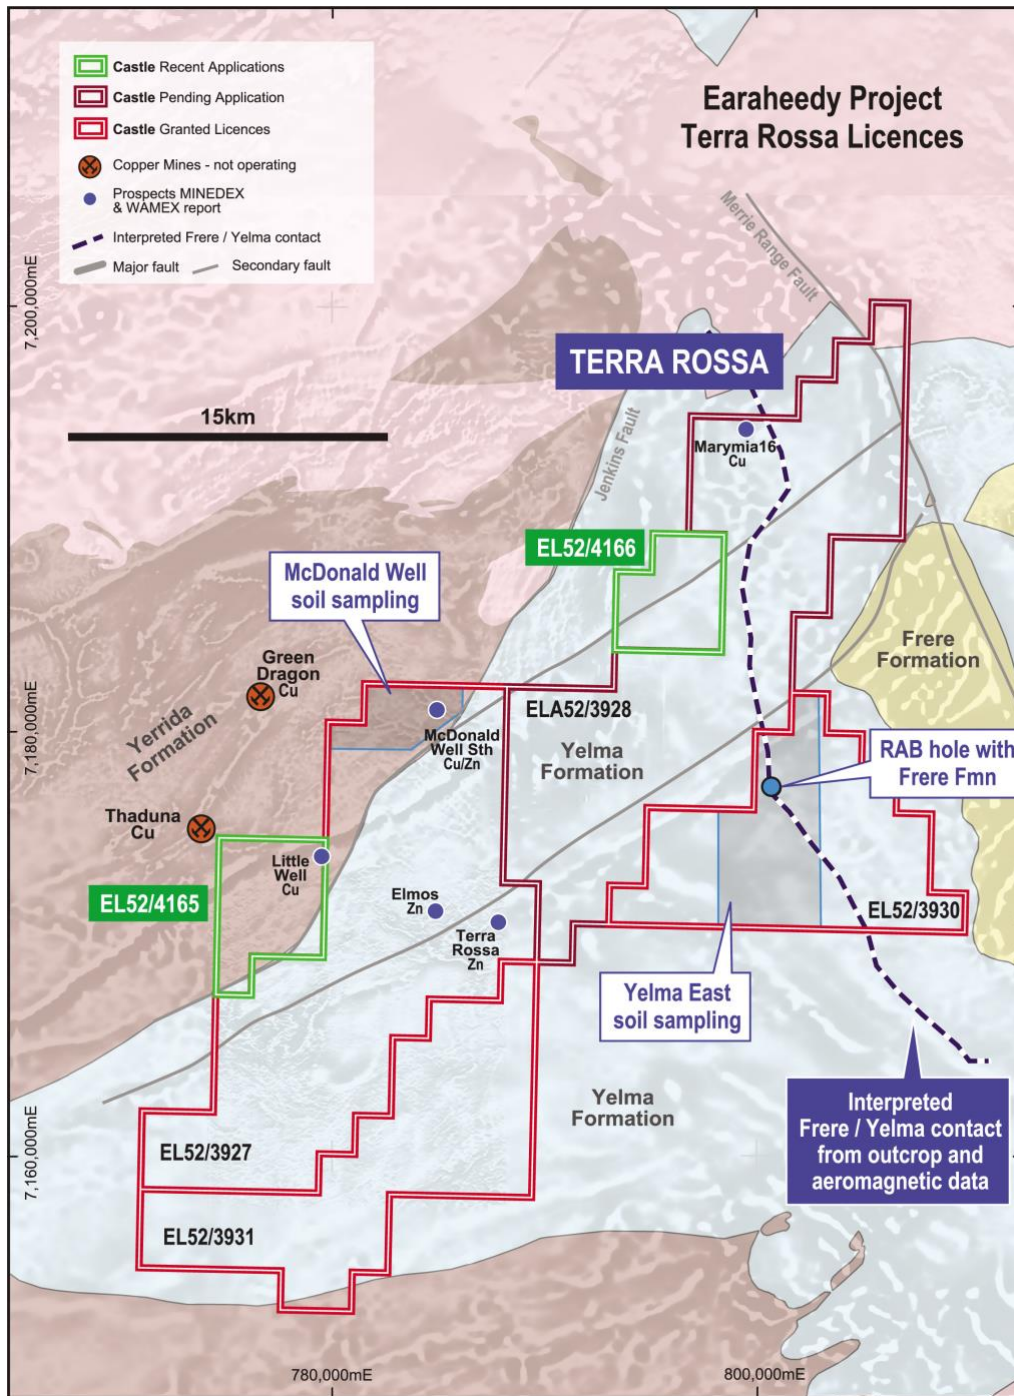 Castle Recent Applications
Castle Pending Application
Castle Granted Licences
Copper Mines - not operating
Prospects MINEDEX
& WAMEX report
Interpreted Frere / Yelma contact
Major fault
Secondary fault
Earaheedy Project
Terra Rossa Licences
Merrie Range Fault
7,200,000mE
TERRA ROSSA
15km
Jenkins Fault
Marymia16
Cu
EL52/4166
McDonald Well
soil sampling
Frere
Formation
Green
Dragon
Cu
Yerrida
Formation
7,180,000mE
ELA52/3928
McDonald
Well Sth
Cu/Zn
Yelma
Formation
RAB hole with
Frere Fmn
Thaduna
Cu
Little
Well
Cu
EL52/4165
Elmos
Zn
Terra
Rossa
Zn
EL52/3930
Yelma East
soil sampling
Yelma
Formation
Interpreted
Frere / Yelma contact
from outcrop and
aeromagnetic data
7,160,000mE
EL52/3927
EL52/3931
780,000mE
800,000mE